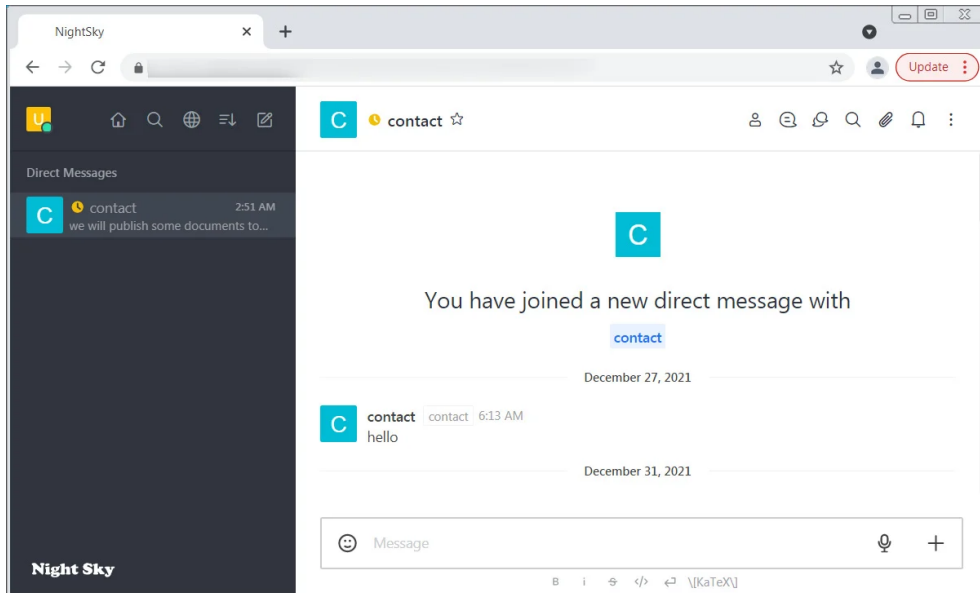 NightSky
Update
U
C contact
Direct Messages
C contact 2:51 AM
we will publish some documents to...
C
You have joined a new direct message with
contact
December 27, 2021
C contact contact 6:13 AM
hello
December 31, 2021
Message
Night Sky
B i S </> \[KaTeX\]